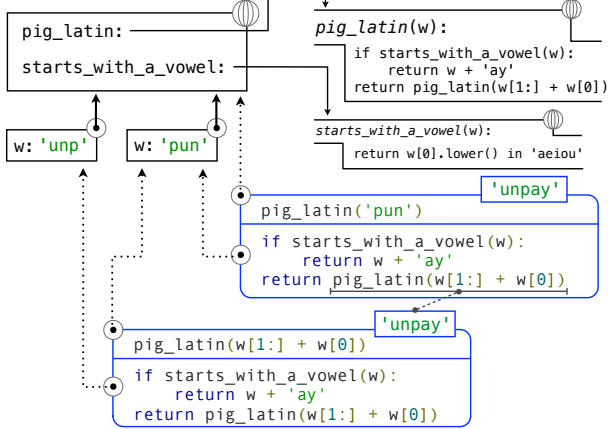 pig_latin:
starts_with_a_vowel:
pig_latin(w):
if starts_with_a_vowel(w):
return w + 'ay'
return pig_latin(w[1:] + w[0])
starts_with_a_vowel(w):
return w[0].lower() in 'aeiou'
w: 'unp'
w: 'pun'
'unpay'
pig_latin('pun')
if starts_with_a_vowel(w):
return w + 'ay'
return pig_latin(w[1:] + w[0])
'unpay'
pig_latin(w[1:] + w[0])
if starts_with_a_vowel(w):
return w + 'ay'
return pig_latin(w[1:] + w[0])